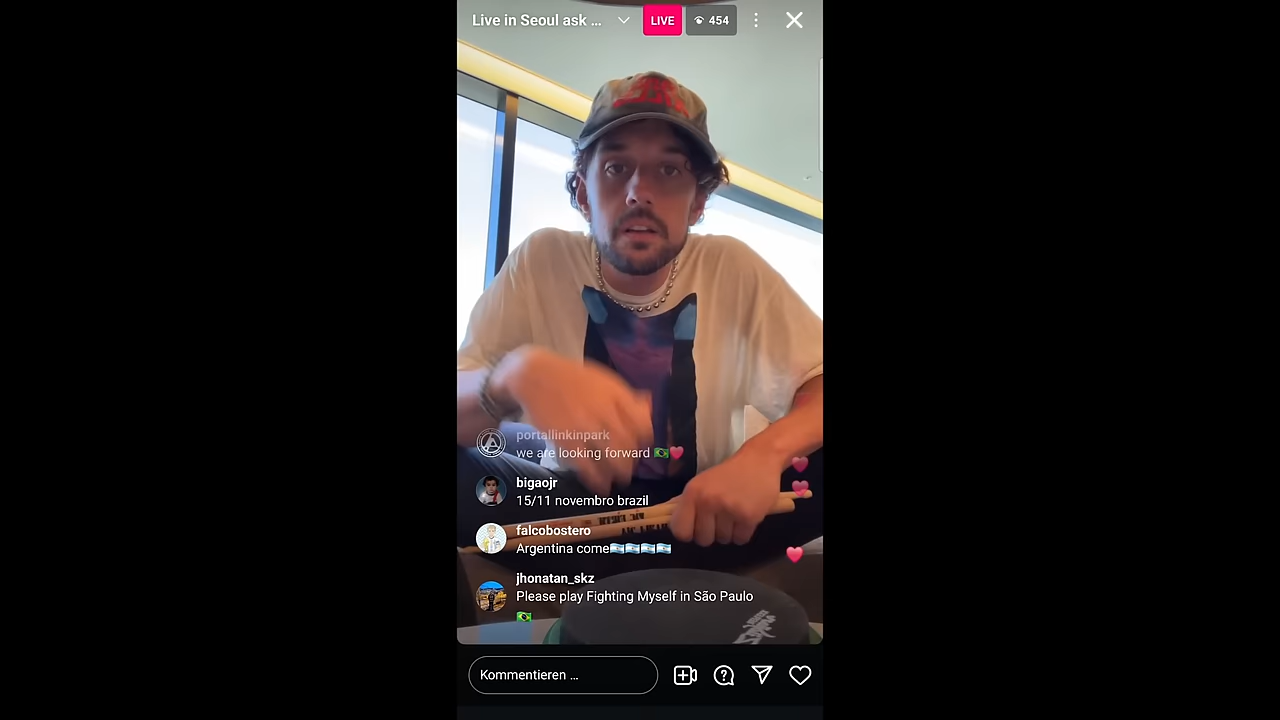 Live in Seoul ask ...
LIVE
454
portallinkinpark
we are looking forward 🇧🇷💗
bigaojr
15/11 novembro brazil
falcobostero
Argentina come🇦🇷🇦🇷🇦🇷🇦🇷
jhonatan_skz
Please play Fighting Myself in São Paulo
🇧🇷
Kommentieren ...